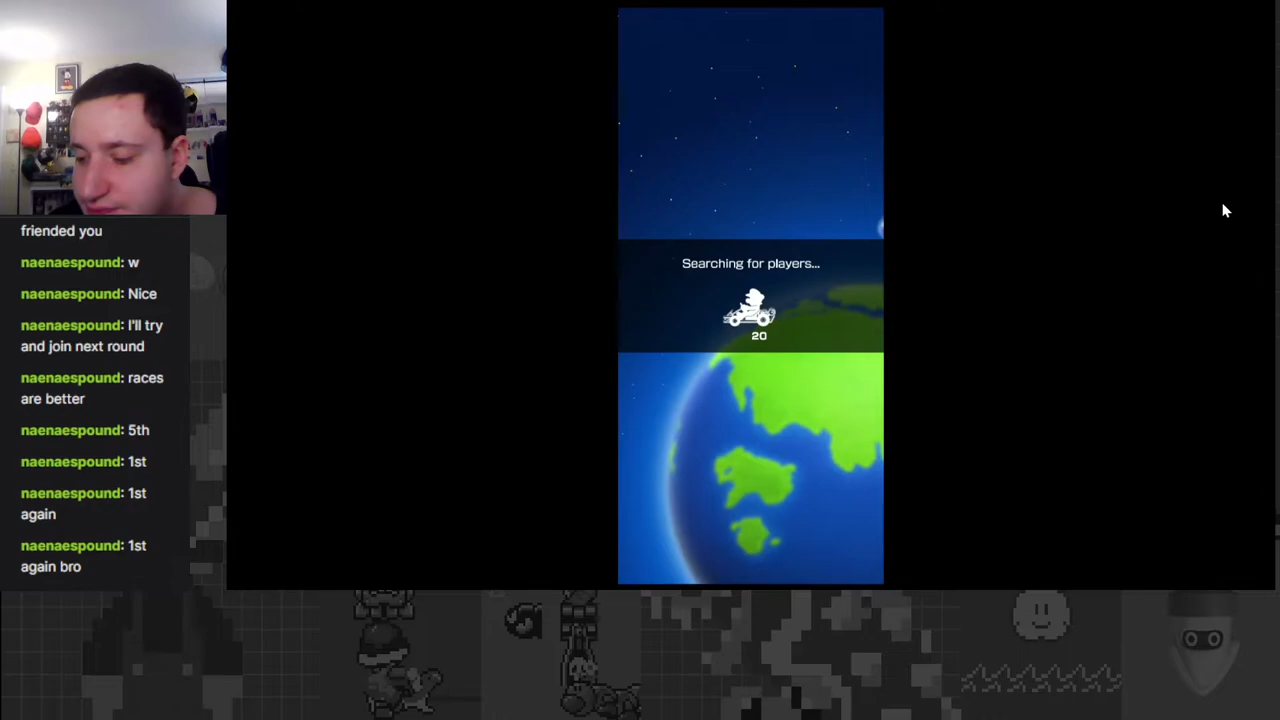 friended you
naenaespound: w
naenaespound: Nice
naenaespound: I'll try
and join next round
naenaespound: races
are better
naenaespound: 5th
naenaespound: 1st
naenaespound: 1st
again
naenaespound: 1st
again bro
Searching for players...
20